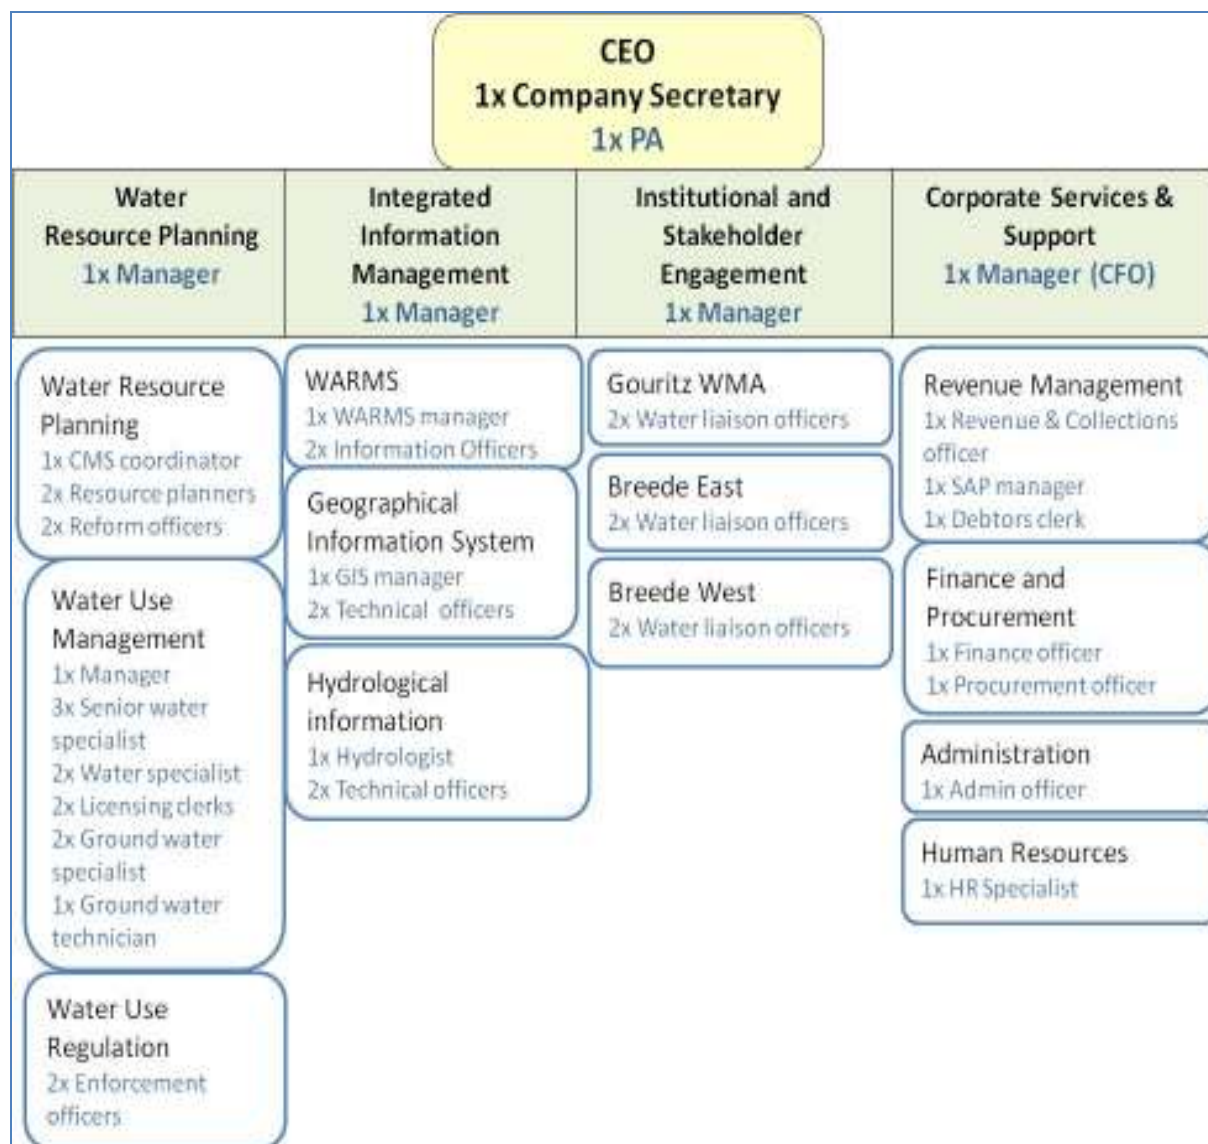 CEO
1x Company Secretary
1x PA
Water
Resource Planning
1x Manager
Integrated
Information
Management
1x Manager
Institutional and
Stakeholder
Engagement
1x Manager
Corporate Services &
Support
1x Manager (CFO)
Water Resource
Planning
1x CMS coordinator
2x Resource planners
2x Reform officers
Water Use
Management
1x Manager
3x Senior water
specialist
2x Water specialist
2x Licensing clerks
2x Ground water
specialist
1x Ground water
technician
Water Use
Regulation
2x Enforcement
officers
WARMS
1x WARMS manager
2x Information Officers
Geographical
Information System
1x GIS manager
2x Technical officers
Hydrological
information
1x Hydrologist
2x Technical officers
Gouritz WMA
2x Water liaison officers
Breede East
2x Water liaison officers
Breede West
2x Water liaison officers
Revenue Management
1x Revenue & Collections
officer
1x SAP manager
1x Debtors clerk
Finance and
Procurement
1x Finance officer
1x Procurement officer
Administration
1x Admin officer
Human Resources
1x HR Specialist